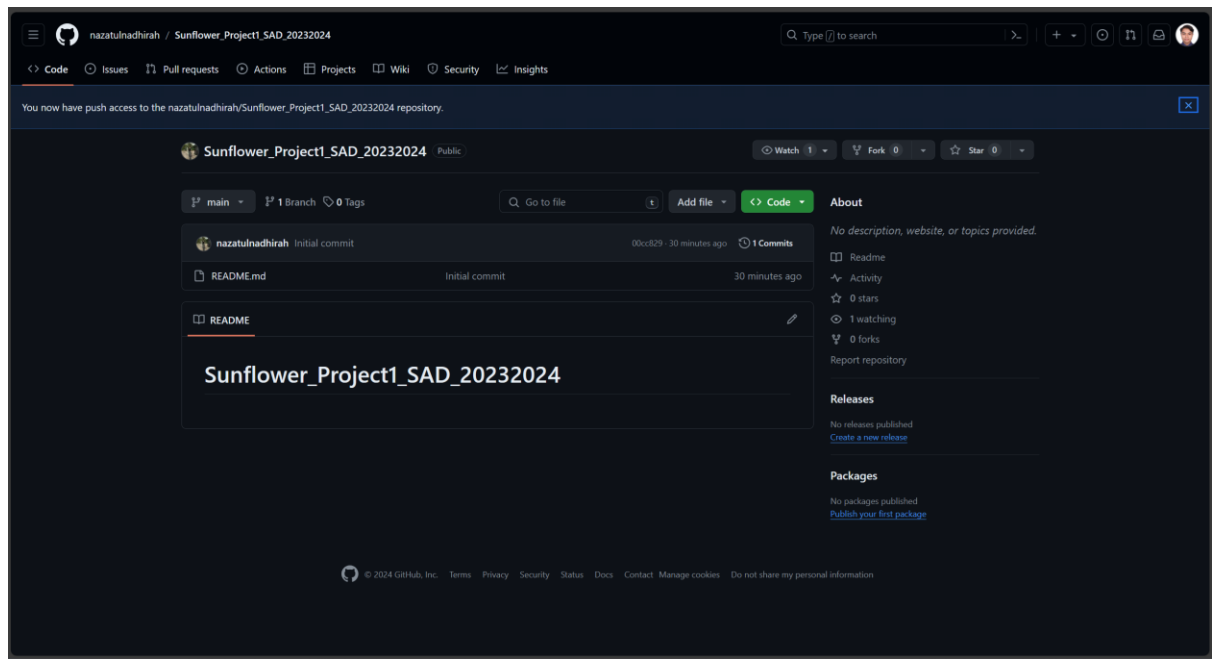 nazatulnadhirah / Sunflower_Project1_SAD_20232024
Type / to search
Code Issues Pull requests Actions Projects Wiki Security Insights
You now have push access to the nazatulnadhirah/Sunflower_Project1_SAD_20232024 repository.
Sunflower_Project1_SAD_20232024 Public
Watch 1 Fork 0 Star 0
main 1 Branch 0 Tags Go to file t Add file Code
nazatulnadhirah Initial commit 00cc829 · 30 minutes ago 1 Commits
README.md Initial commit 30 minutes ago
README
Sunflower_Project1_SAD_20232024
About
No description, website, or topics provided.
Readme
Activity
0 stars
1 watching
0 forks
Report repository
Releases
No releases published
Create a new release
Packages
No packages published
Publish your first package
© 2024 GitHub, Inc. Terms Privacy Security Status Docs Contact Manage cookies Do not share my personal information